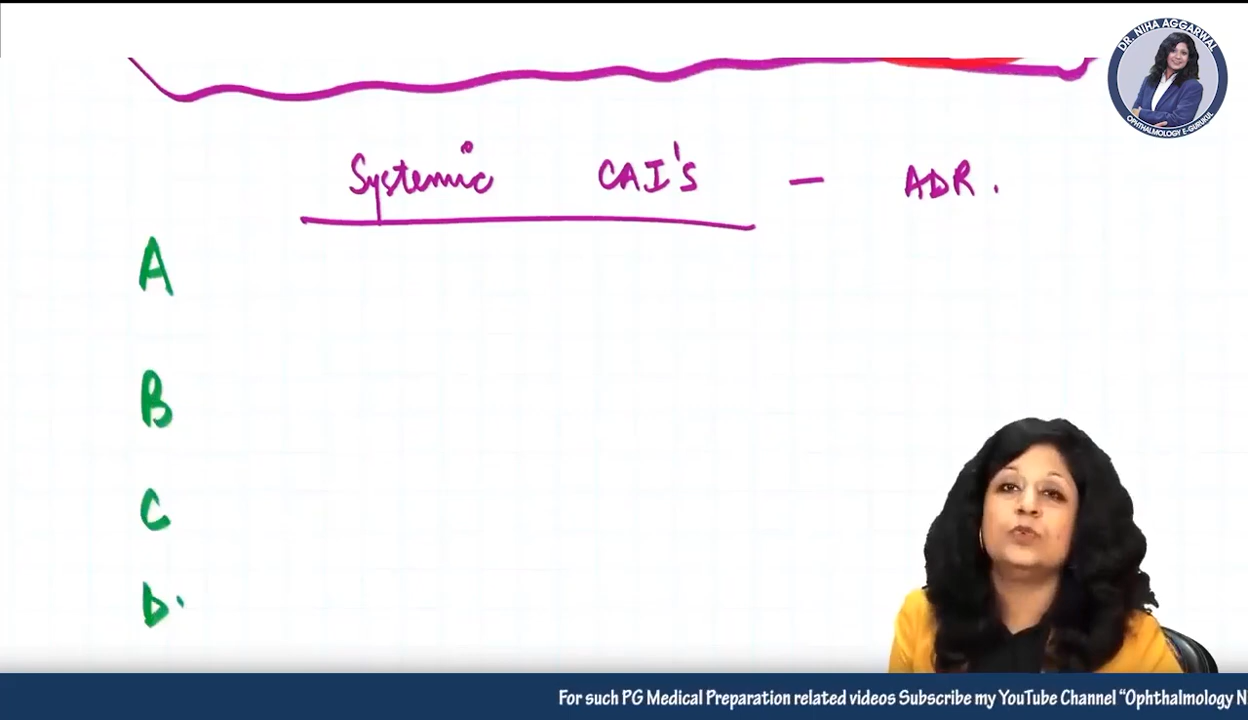 DR. NIHA AGGARWAL
OPHTHALMOLOGY E-GURUKUL
Systemic CAI's - ADR.
A
B
C
D.
For such PG Medical Preparation related videos Subscribe my YouTube Channel “Ophthalmology N